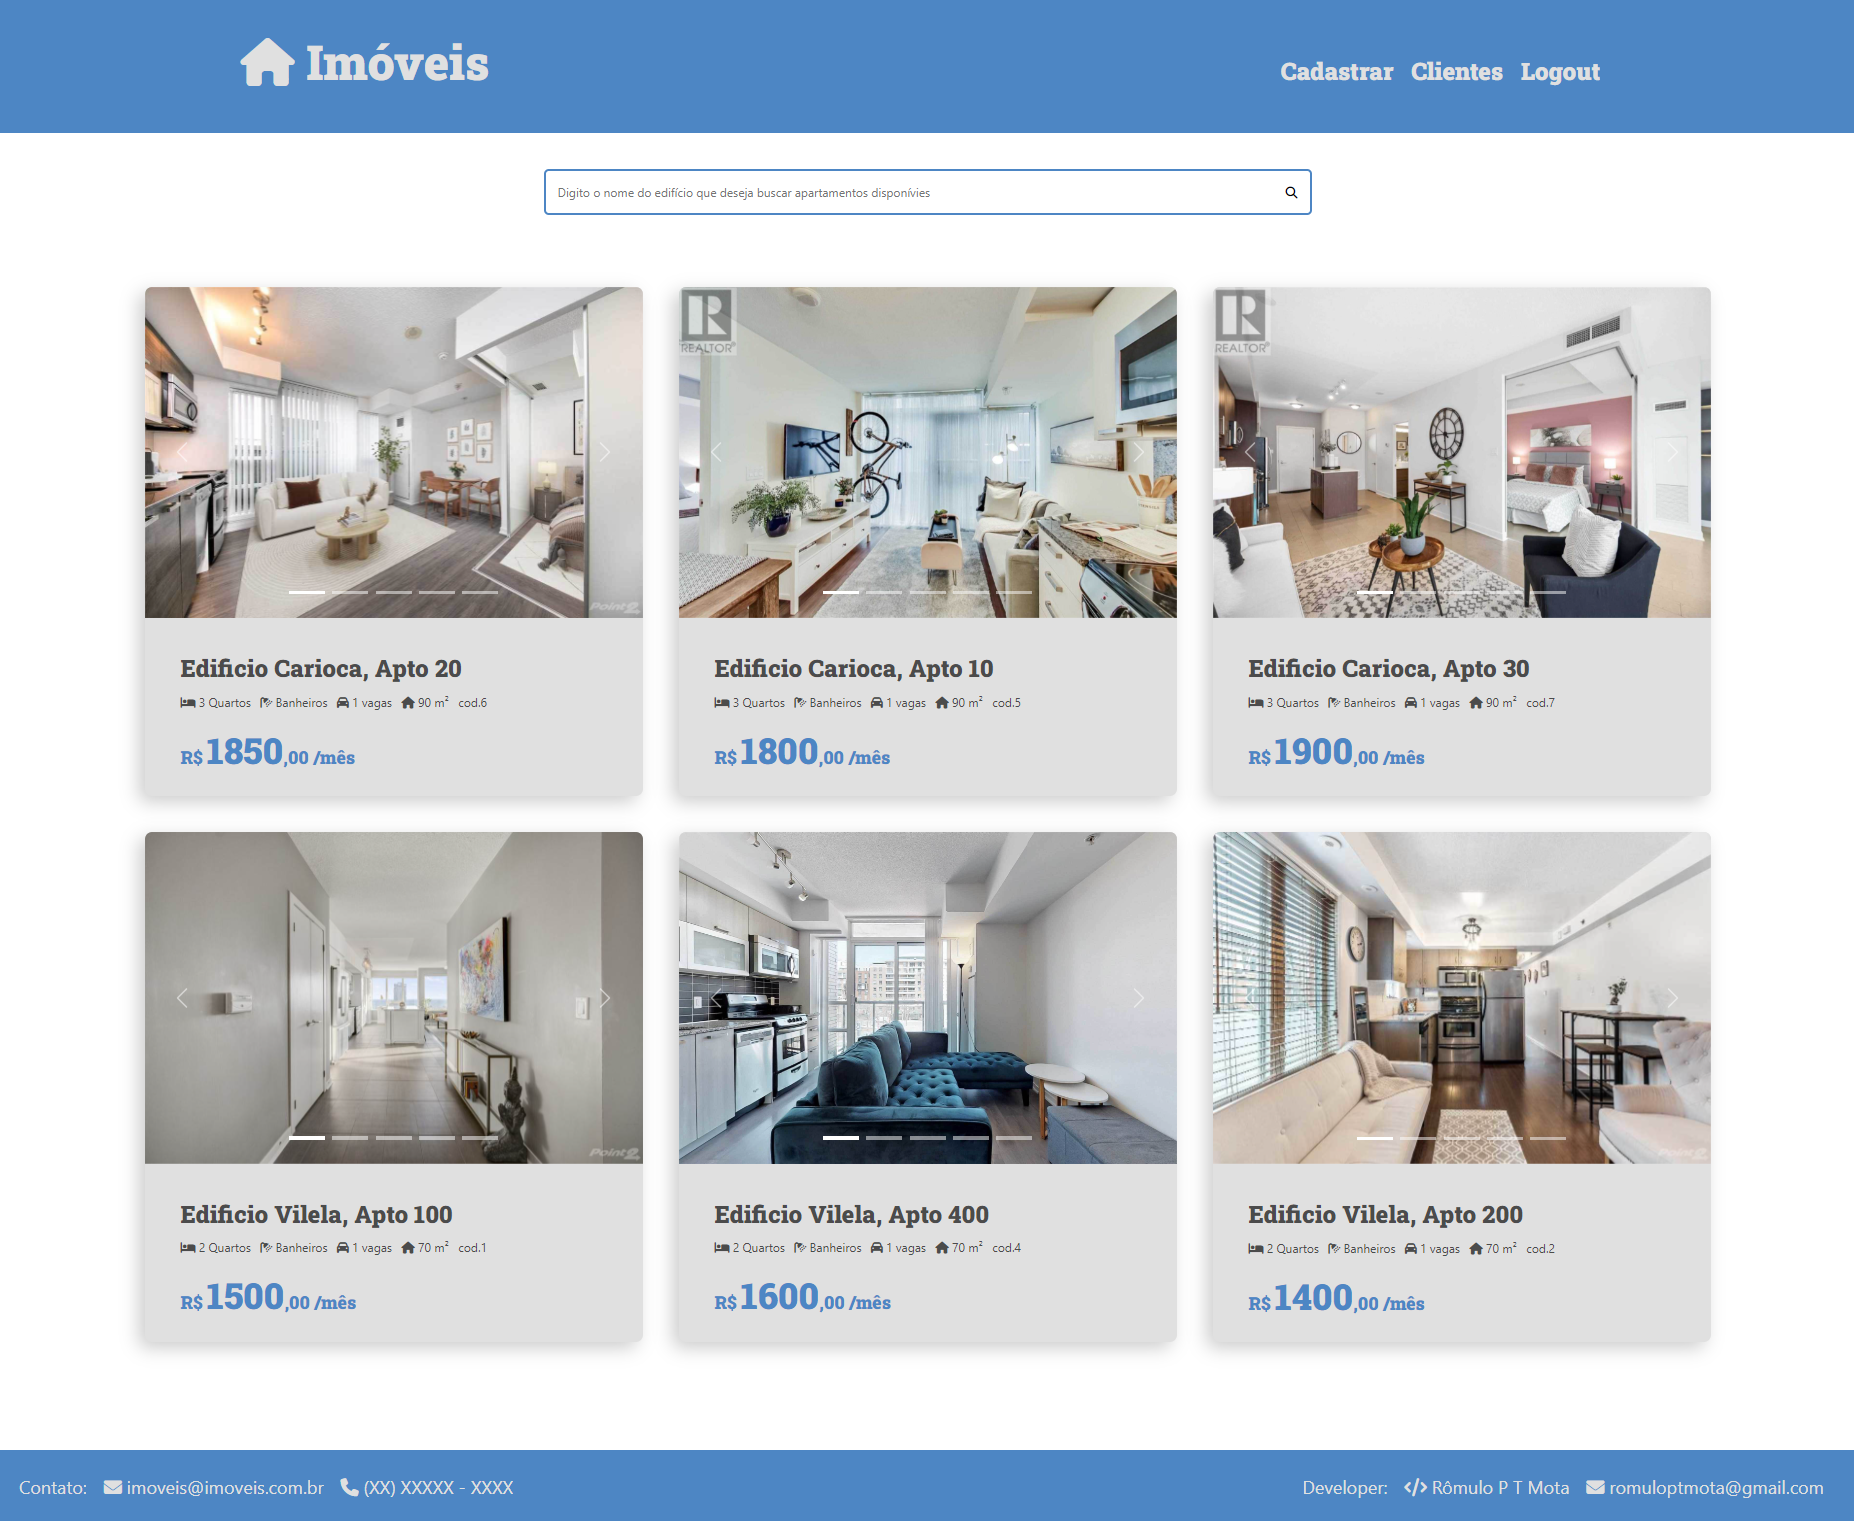 Imóveis
Cadastrar Clientes Logout
Digito o nome do edifício que deseja buscar apartamentos disponívies
REALTOR®
REALTOR®
Point2
Edificio Carioca, Apto 20
3 Quartos Banheiros 1 vagas 90 m² cod.6
R$ 1850,00 /mês
Edificio Carioca, Apto 10
3 Quartos Banheiros 1 vagas 90 m² cod.5
R$ 1800,00 /mês
Edificio Carioca, Apto 30
3 Quartos Banheiros 1 vagas 90 m² cod.7
R$ 1900,00 /mês
Point2
Point2
Edificio Vilela, Apto 100
2 Quartos Banheiros 1 vagas 70 m² cod.1
R$ 1500,00 /mês
Edificio Vilela, Apto 400
2 Quartos Banheiros 1 vagas 70 m² cod.4
R$ 1600,00 /mês
Edificio Vilela, Apto 200
2 Quartos Banheiros 1 vagas 70 m² cod.2
R$ 1400,00 /mês
Contato: imoveis@imoveis.com.br (XX) XXXXX - XXXX
Developer: Rômulo P T Mota romuloptmota@gmail.com